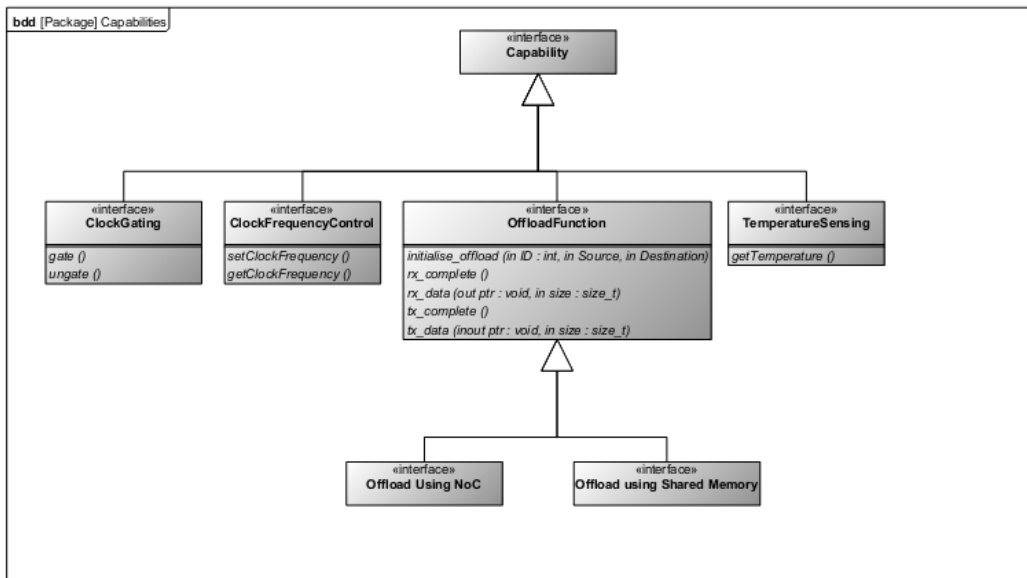 bdd [Package] Capabilities
«interface»
Capability
«interface»
ClockGating
gate ()
ungate ()
«interface»
ClockFrequencyControl
setClockFrequency ()
getClockFrequency ()
«interface»
OffloadFunction
initialise_offload (in ID : int, in Source, in Destination)
rx_complete ()
rx_data (out ptr : void, in size : size_t)
tx_complete ()
tx_data (inout ptr : void, in size : size_t)
«interface»
TemperatureSensing
getTemperature ()
«interface»
Offload Using NoC
«interface»
Offload using Shared Memory